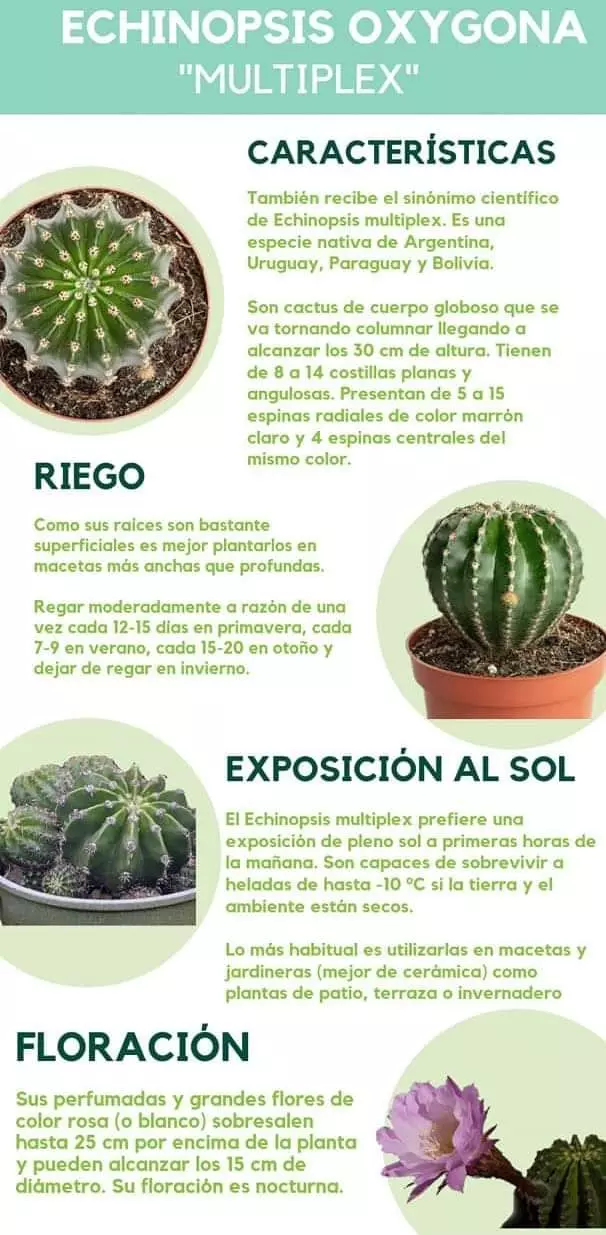 ECHINOPSIS OXYGONA
"MULTIPLEX"
CARACTERÍSTICAS
También recibe el sinónimo científico
de Echinopsis multiplex. Es una
especie nativa de Argentina,
Uruguay, Paraguay y Bolivia.
Son cactus de cuerpo globoso que se
va tornando columnar llegando a
alcanzar los 30 cm de altura. Tienen
de 8 a 14 costillas planas y
angulosas. Presentan de 5 a 15
espinas radiales de color marrón
claro y 4 espinas centrales del
mismo color.
RIEGO
Como sus raices son bastante
superficiales es mejor plantarlos en
macetas más anchas que profundas.
Regar moderadamente a razón de una
vez cada 12-15 dias en primavera, cada
7-9 en verano, cada 15-20 en otoño y
dejar de regar en invierno.
EXPOSICIÓN AL SOL
El Echinopsis multiplex prefiere una
exposición de pleno sol a primeras horas de
la mañana. Son capaces de sobrevivir a
heladas de hasta -10 ºC si la tierra y el
ambiente están secos.
Lo más habitual es utilizarlas en macetas y
jardineras (mejor de cerámica) como
plantas de patio, terraza o invernadero
FLORACIÓN
Sus perfumadas y grandes flores de
color rosa (o blanco) sobresalen
hasta 25 cm por encima de la planta
y pueden alcanzar los 15 cm de
diámetro. Su floración es nocturna.